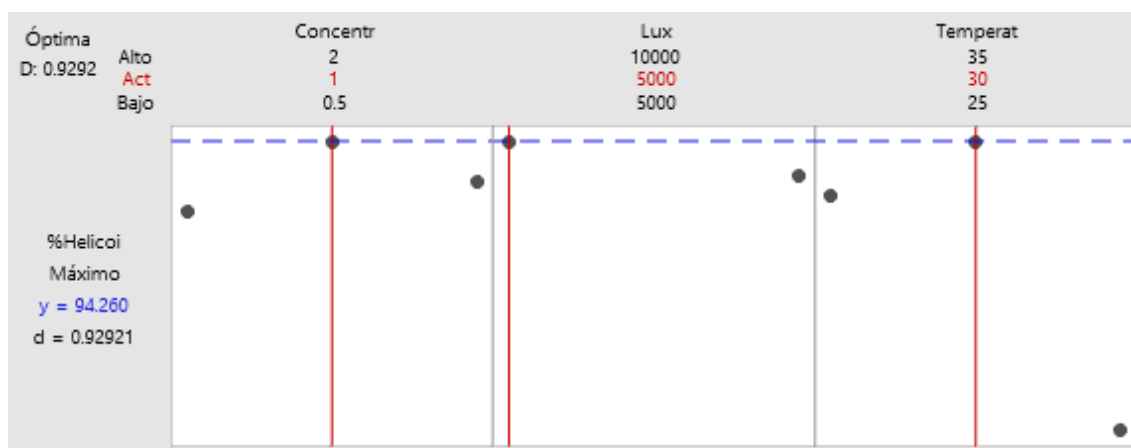 Óptima
D: 0.9292
Concentr Lux Temperat
Alto 2 10000 35
Act 1 5000 30
Bajo 0.5 5000 25
%Helicoi
Máximo
y = 94.260
d = 0.92921